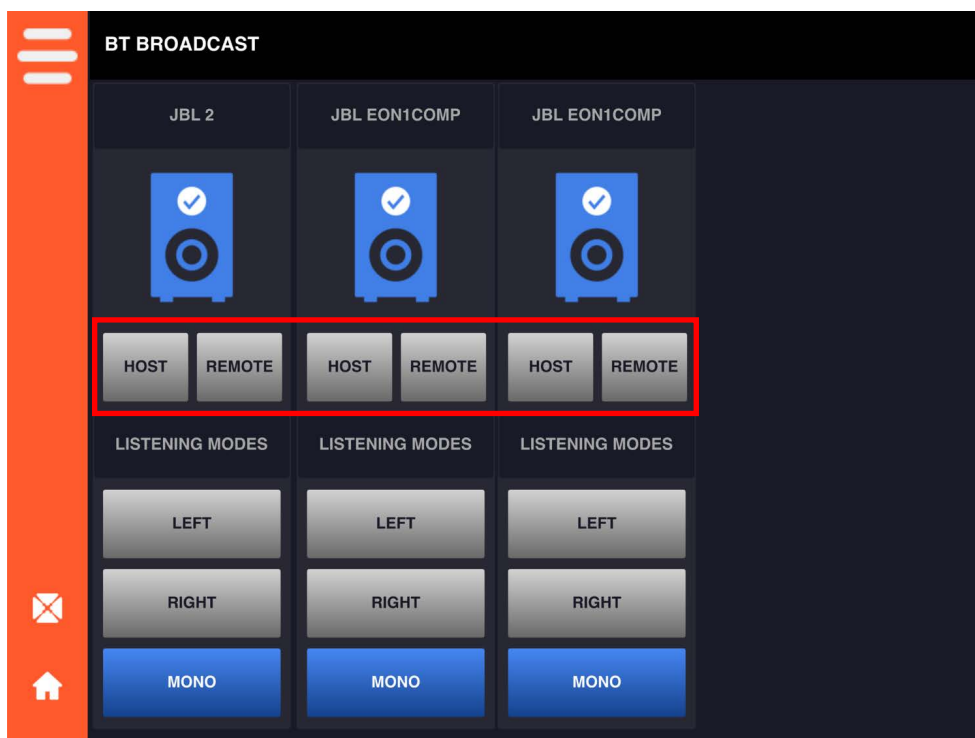 BT BROADCAST
JBL 2 JBL EON1COMP JBL EON1COMP
HOST REMOTE HOST REMOTE HOST REMOTE
LISTENING MODES LISTENING MODES LISTENING MODES
LEFT LEFT LEFT
RIGHT RIGHT RIGHT
MONO MONO MONO